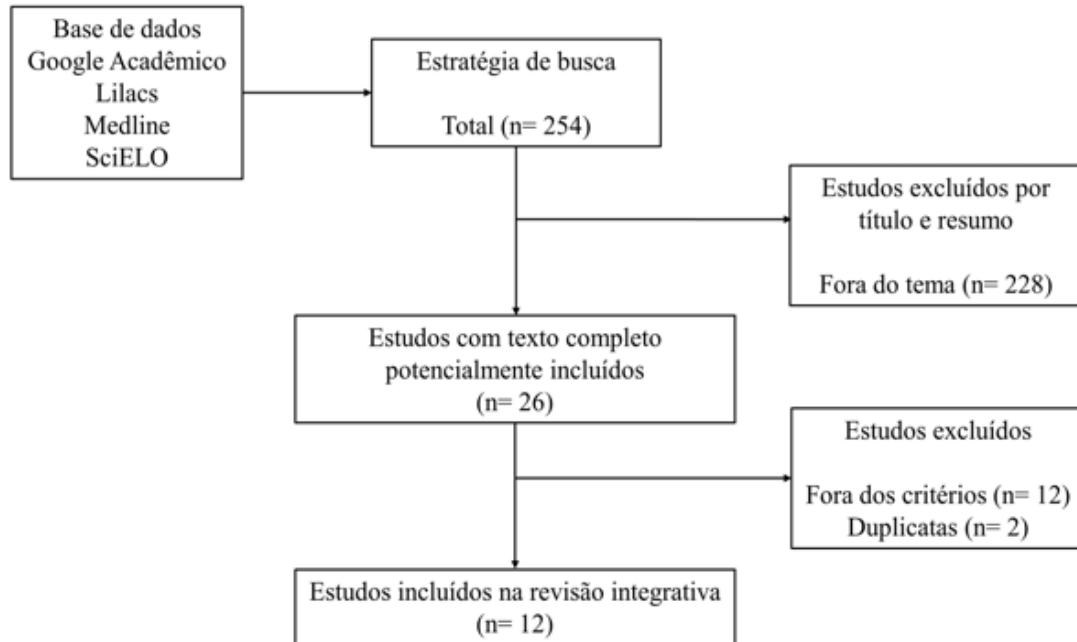 Base de dados
Google Acadêmico
Lilacs
Medline
SciELO
Estratégia de busca
Total (n= 254)
Estudos excluídos por
título e resumo
Fora do tema (n= 228)
Estudos com texto completo
potencialmente incluídos
(n= 26)
Estudos excluídos
Fora dos critérios (n= 12)
Duplicatas (n= 2)
Estudos incluídos na revisão integrativa
(n= 12)